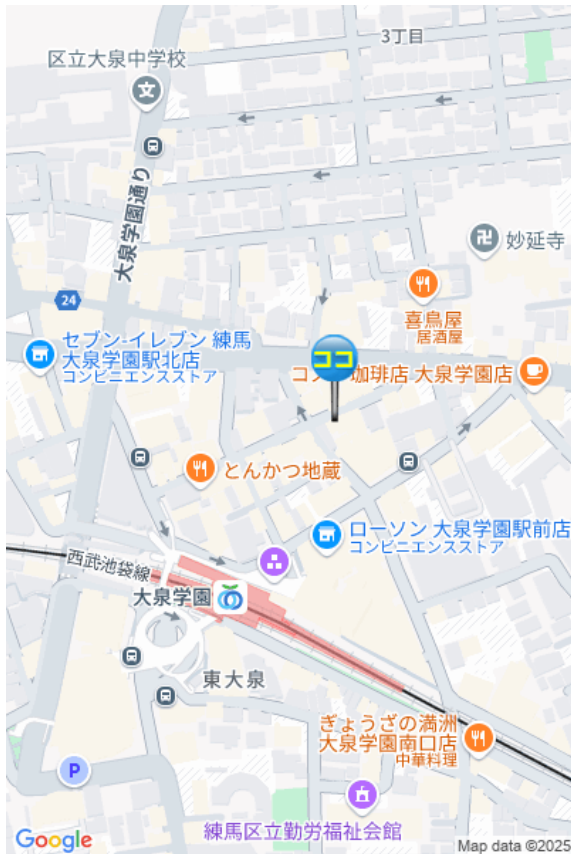 3丁目
区立大泉中学校
文
大泉学園通り
卍
妙延寺
24
喜鳥屋
居酒屋
セブン-イレブン 練馬
大泉学園駅北店
コンビニエンスストア
ココ
コメ
珈琲店 大泉学園店
とんかつ地蔵
ローソン 大泉学園駅前店
コンビニエンスストア
西武池袋線
大泉学園
東大泉
ぎょうざの満洲
大泉学園南口店
中華料理
P
練馬区立勤労福祉会館
Google
Map data ©2025